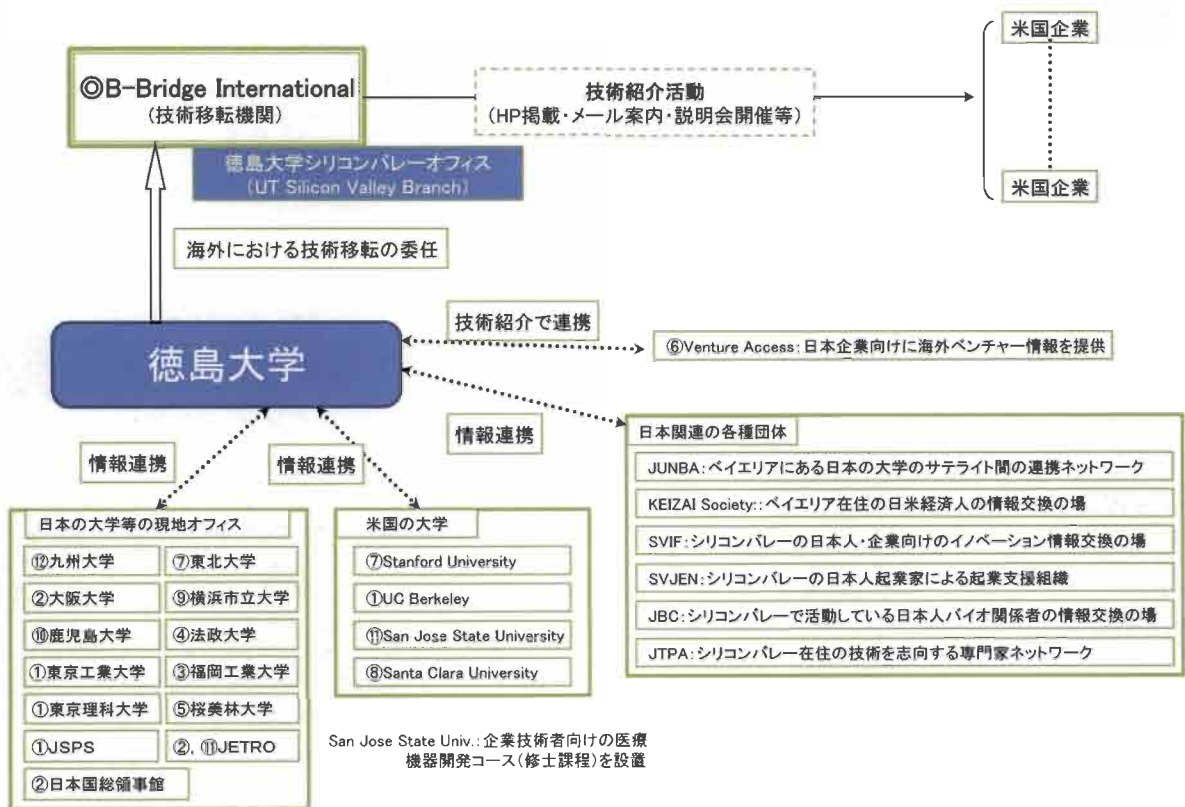 ◎B-Bridge International
(技術移転機関)
技術紹介活動
(HP掲載・メール案内・説明会開催等)
米国企業
米国企業
徳島大学シリコンバレーオフィス
(UT Silicon Valley Branch)
海外における技術移転の委任
徳島大学
技術紹介で連携
⑥Venture Access:日本企業向けに海外ベンチャー情報を提供
情報連携
情報連携
情報連携
日本関連の各種団体
JUNBA:ベイエリアにある日本の大学のサテライト間の連携ネットワーク
KEIZAI Society::ベイエリア在住の日米経済人の情報交換の場
SVIF:シリコンバレーの日本人・企業向けのイノベーション情報交換の場
SVJEN:シリコンバレーの日本人起業家による起業支援組織
JBC:シリコンバレーで活動している日本人バイオ関係者の情報交換の場
JTPA:シリコンバレー在住の技術を志向する専門家ネットワーク
日本の大学等の現地オフィス
⑫九州大学 ⑦東北大学
②大阪大学 ⑨横浜市立大学
⑩鹿児島大学 ④法政大学
①東京工業大学 ③福岡工業大学
①東京理科大学 ⑤桜美林大学
①JSPS ②, ⑪JETRO
②日本国総領事館
米国の大学
⑦Stanford University
①UC Berkeley
⑪San Jose State University
⑧Santa Clara University
San Jose State Univ.:企業技術者向けの医療
機器開発コース(修士課程)を設置